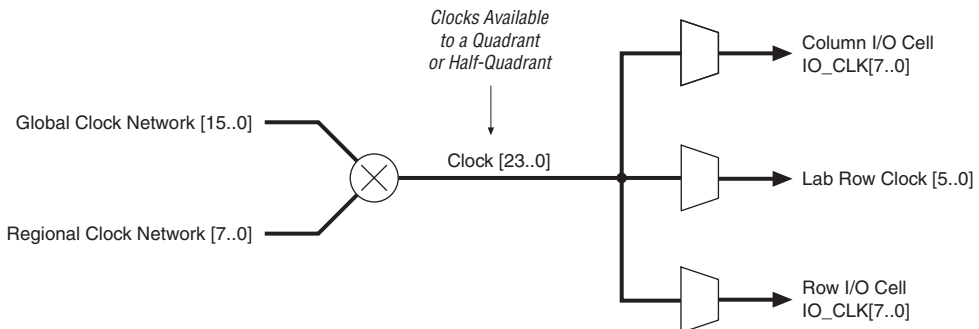 Clocks Available
to a Quadrant
or Half-Quadrant
Column I/O Cell
IO_CLK[7..0]
Global Clock Network [15..0]
Clock [23..0]
Lab Row Clock [5..0]
Regional Clock Network [7..0]
Row I/O Cell
IO_CLK[7..0]